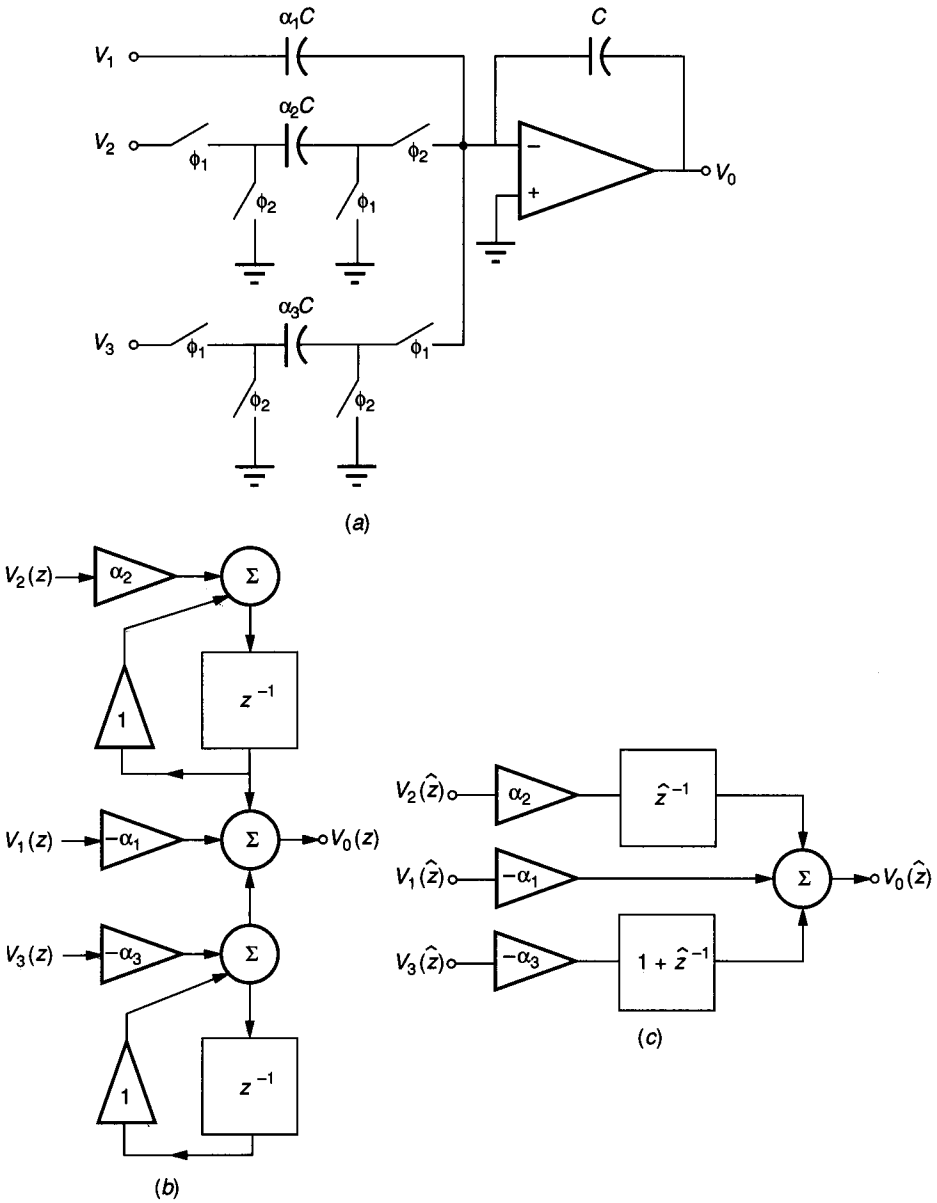 α₁C
C
V₁
α₂C
V₂
ϕ₁
ϕ₂
ϕ₂
ϕ₁
−
+
V₀
α₃C
V₃
ϕ₁
ϕ₁
ϕ₂
ϕ₂
(a)
V₂(z)
α₂
Σ
1
z⁻¹
V₁(z)
−α₁
Σ
V₀(z)
V₃(z)
−α₃
Σ
1
z⁻¹
(b)
V₂(ẑ)
α₂
ẑ⁻¹
V₁(ẑ)
−α₁
Σ
V₀(ẑ)
V₃(ẑ)
−α₃
1 + ẑ⁻¹
(c)